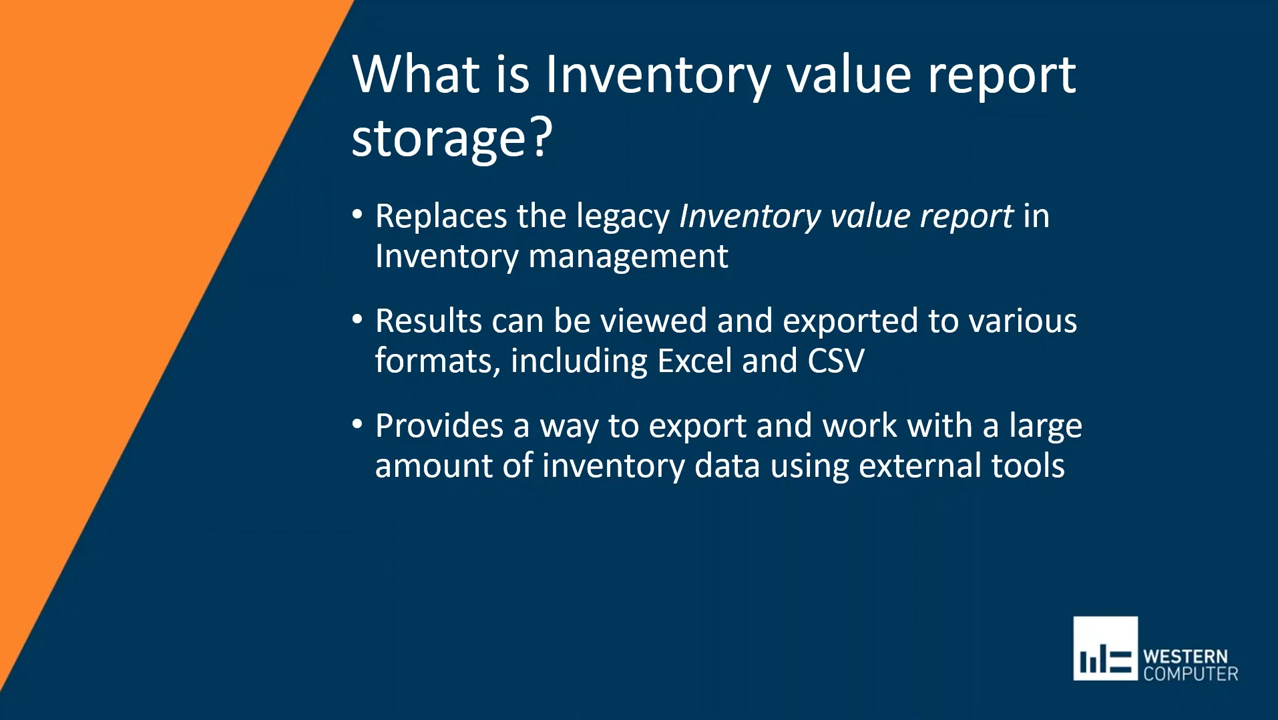 What is Inventory value report
storage?
• Replaces the legacy Inventory value report in
Inventory management
• Results can be viewed and exported to various
formats, including Excel and CSV
• Provides a way to export and work with a large
amount of inventory data using external tools
WESTERN
COMPUTER